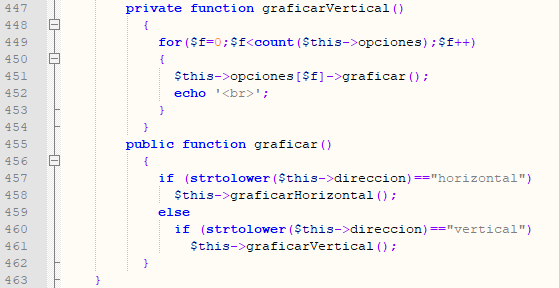 447 private function graficarVertical()
448 {
449 for($f=0;$f<count($this->opciones);$f++)
450 {
451 $this->opciones[$f]->graficar();
452 echo '<br>';
453 }
454 }
455 public function graficar()
456 {
457 if (strtolower($this->direccion)=="horizontal")
458 $this->graficarHorizontal();
459 else
460 if (strtolower($this->direccion)=="vertical")
461 $this->graficarVertical();
462 }
463 }